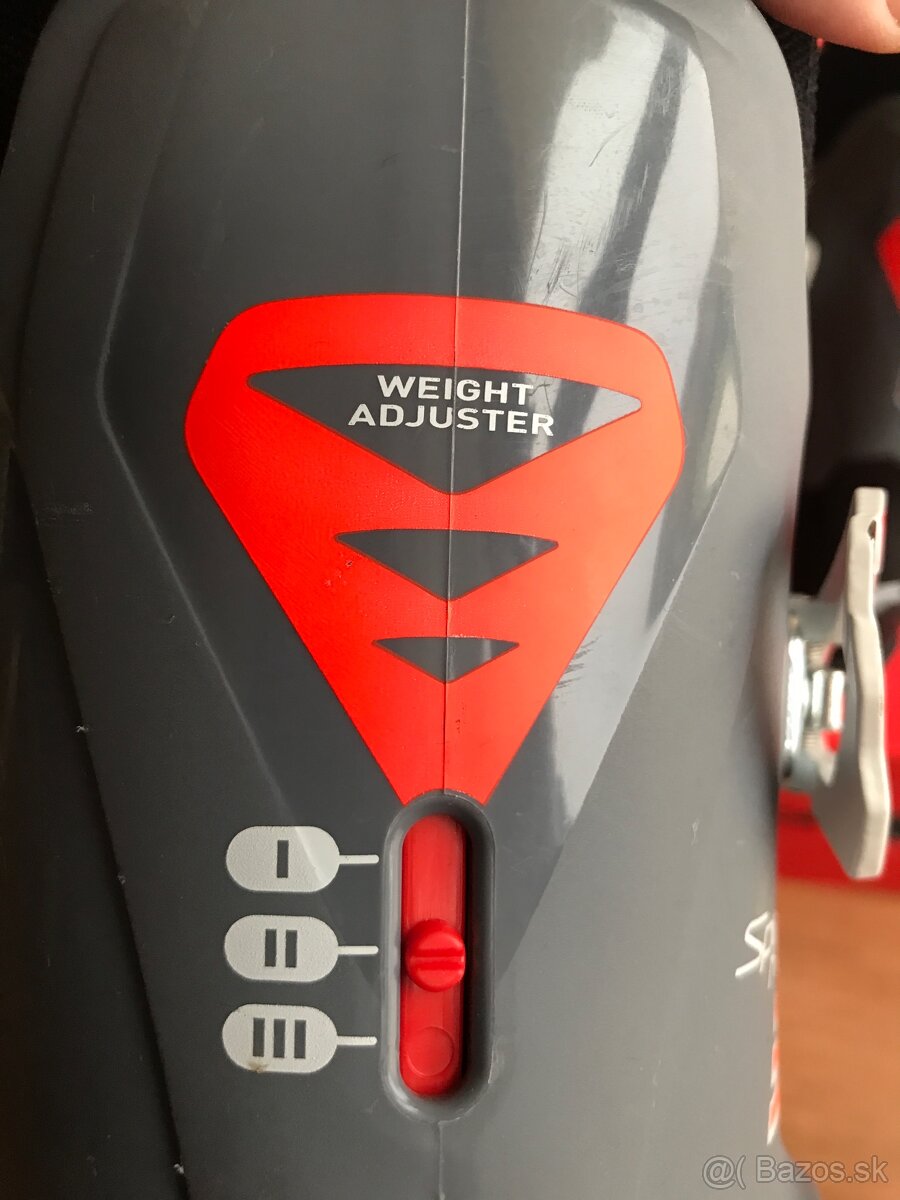 WEIGHT
ADJUSTER
I
II
III
@( Bazos.sk